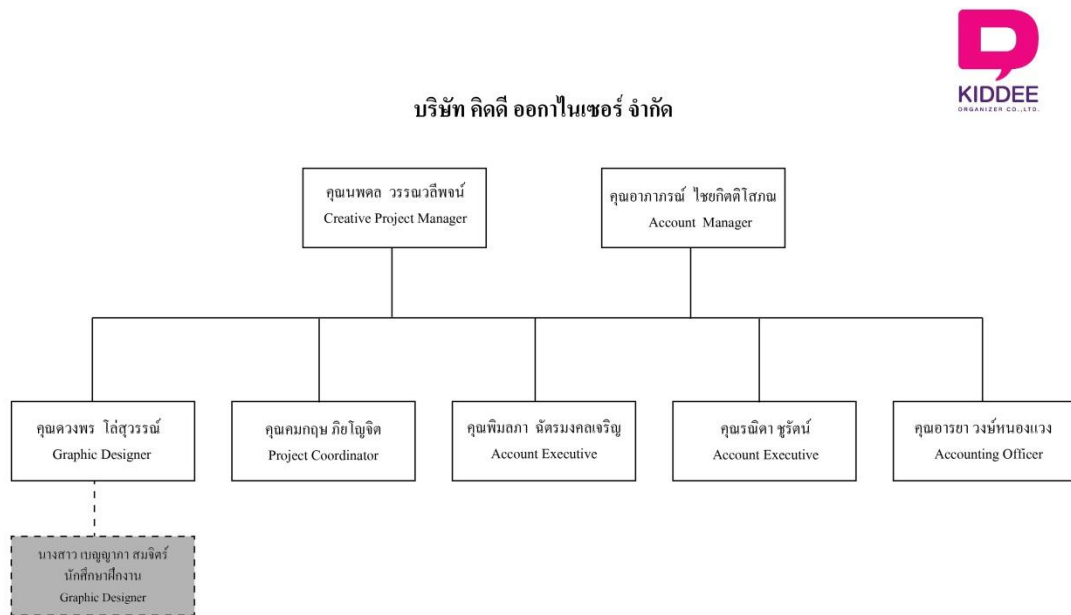 KIDDEE
ORGANIZER CO.,LTD.
บริษัท คิดดี ออกาไนเซอร์ จำกัด
คุณนพดล วรรณวลีพจน์
Creative Project Manager
คุณอาภาภรณ์ ไชยกิตติโสภณ
Account Manager
คุณดวงพร โล่สุวรรณ์
Graphic Designer
คุณคมกฤษ ภิยโญจิต
Project Coordinator
คุณพิมลภา ฉัตรมงคลเจริญ
Account Executive
คุณรณิดา ชูรัตน์
Account Executive
คุณอารยา วงษ์หนองแวง
Accounting Officer
นางสาว เบญญาภา สมจิตร์
นักศึกษาฝึกงาน
Graphic Designer